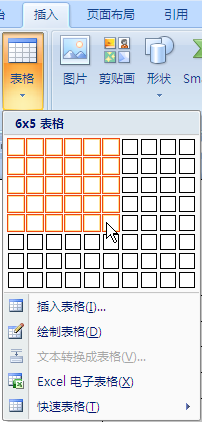 插入 页面布局 引用
表格 图片 剪贴画 形状
6x5 表格
插入表格(I)...
绘制表格(D)
文本转换成表格(V)...
Excel 电子表格(X)
快速表格(T)